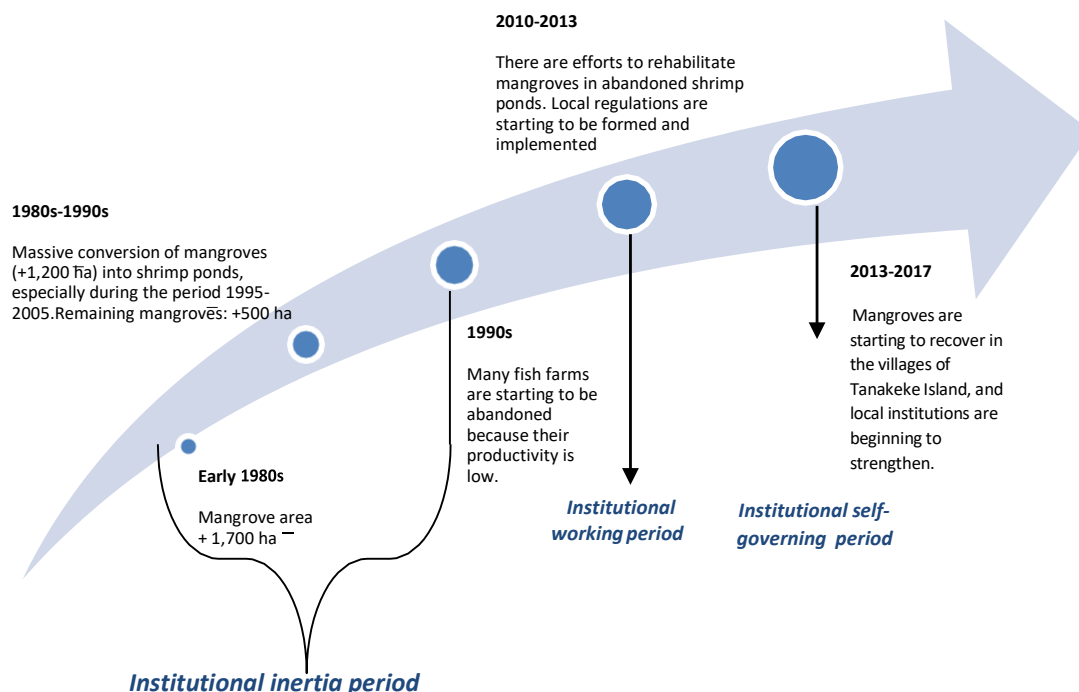 2010-2013
There are efforts to rehabilitate
mangroves in abandoned shrimp
ponds. Local regulations are
starting to be formed and
implemented
1980s-1990s
Massive conversion of mangroves
(+1,200 ha) into shrimp ponds,
especially during the period 1995-
2005.Remaining mangroves: +500 ha
2013-2017
Mangroves are
starting to recover in
the villages of
Tanakeke Island, and
local institutions are
beginning to
strengthen.
1990s
Many fish farms
are starting to be
abandoned
because their
productivity is
low.
Early 1980s
Mangrove area
+ 1,700 ha
Institutional
working period
Institutional self-
governing period
Institutional inertia period